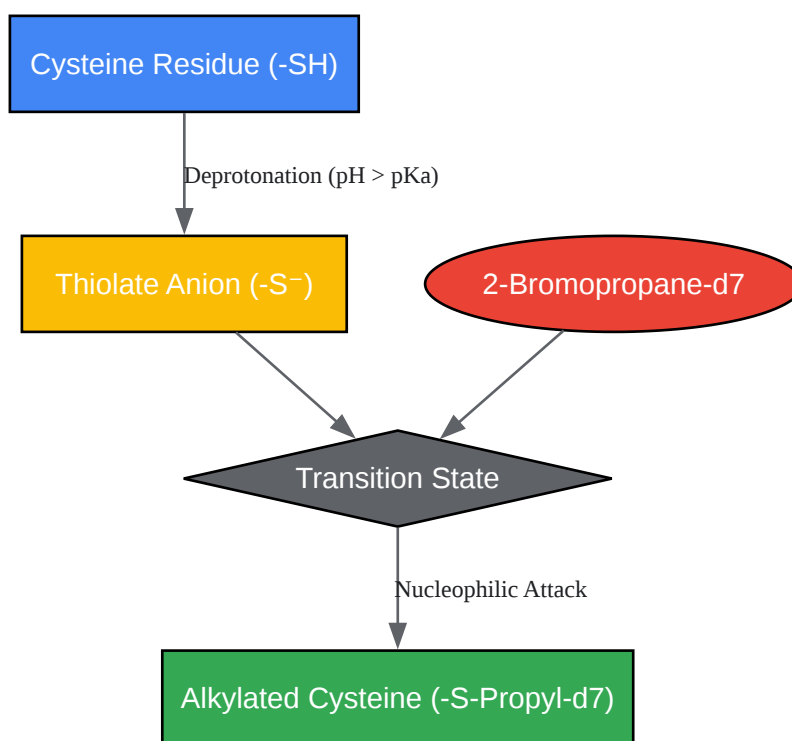 Cysteine Residue (-SH)
Deprotonation (pH > pKa)
Thiolate Anion (-S⁻)
2-Bromopropane-d7
Transition State
Nucleophilic Attack
Alkylated Cysteine (-S-Propyl-d7)